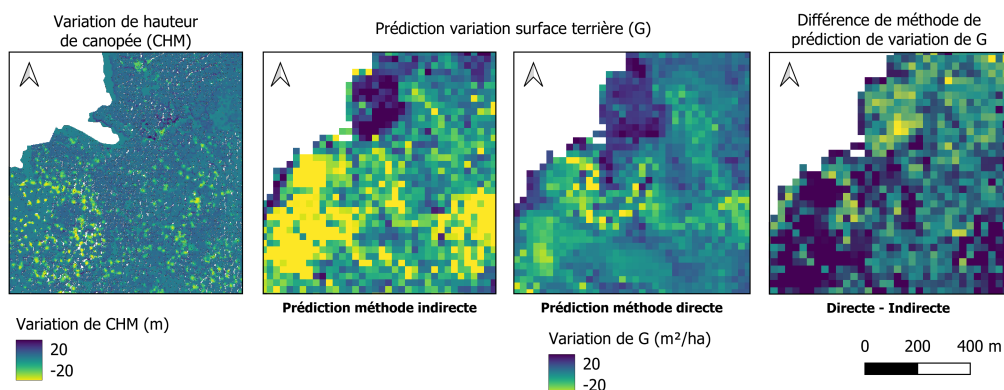 Variation de hauteur
de canopée (CHM)
Prédiction variation surface terrière (G)
Différence de méthode de
prédiction de variation de G
Prédiction méthode indirecte
Prédiction méthode directe
Directe - Indirecte
Variation de CHM (m)
20
-20
Variation de G (m²/ha)
20
-20
0 200 400 m